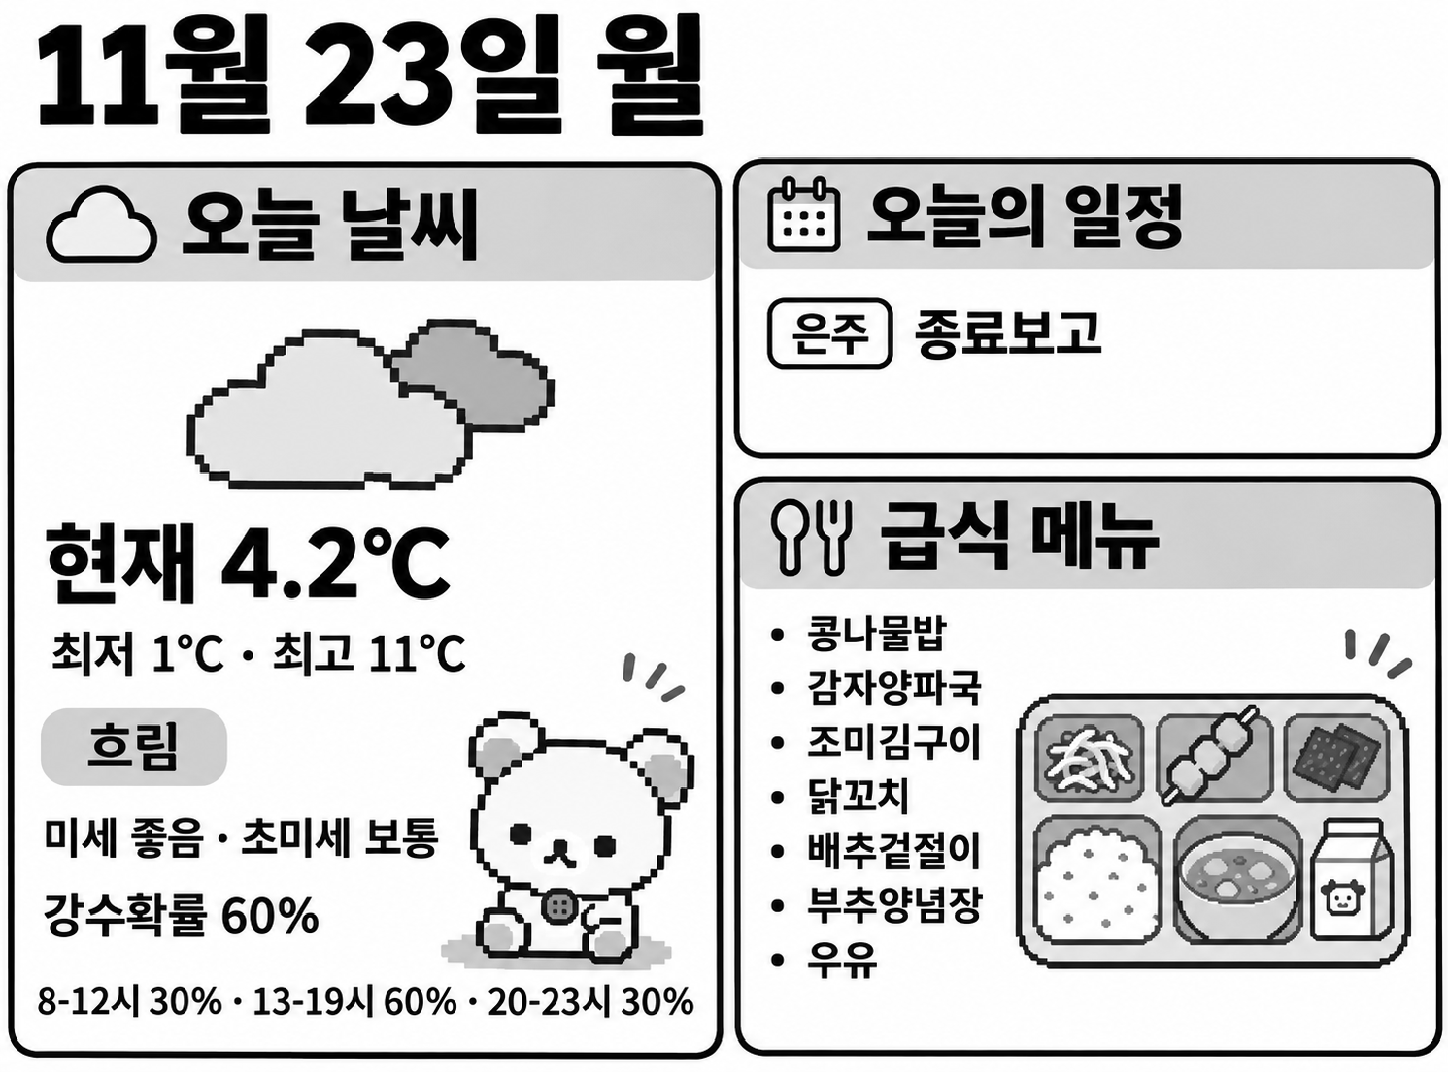 11월 23일 월
오늘 날씨
현재 4.2°C
최저 1°C · 최고 11°C
흐림
미세 좋음 · 초미세 보통
강수확률 60%
8-12시 30% · 13-19시 60% · 20-23시 30%
오늘의 일정
은주 종료보고
급식 메뉴
• 콩나물밥
• 감자양파국
• 조미김구이
• 닭꼬치
• 배추겉절이
• 부추양념장
• 우유